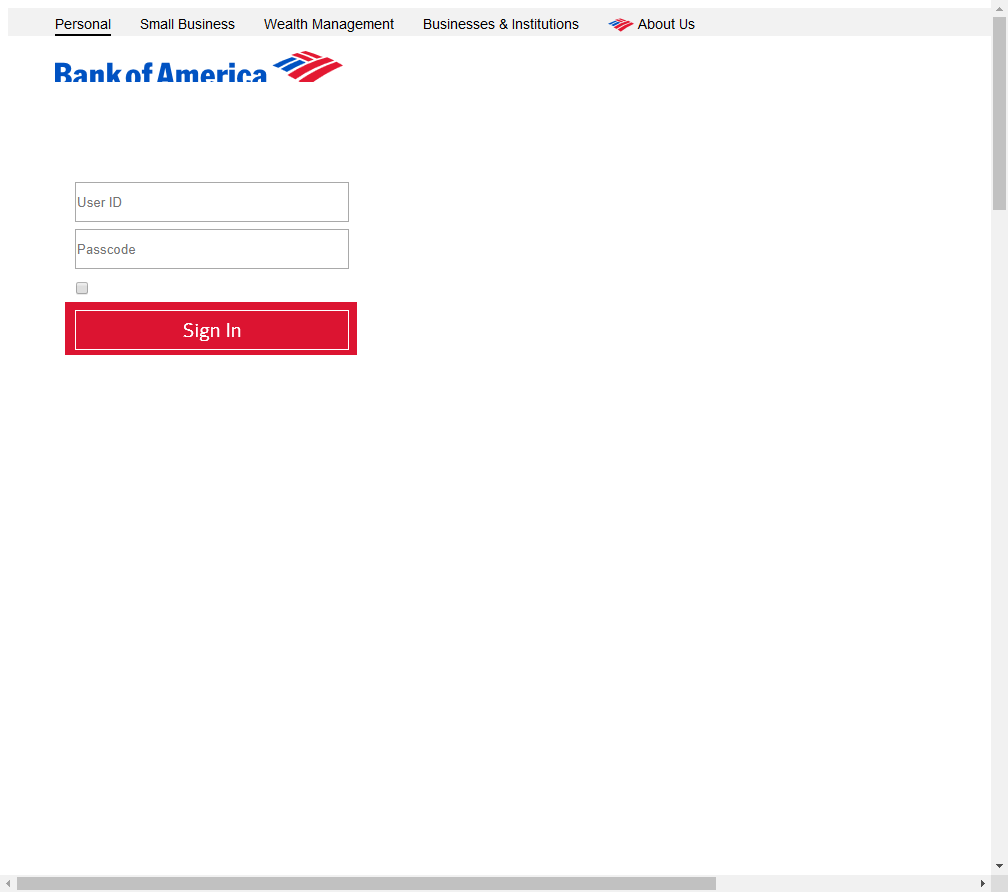 Personal Small Business Wealth Management Businesses & Institutions About Us
Bank of America
User ID
Passcode
Sign In